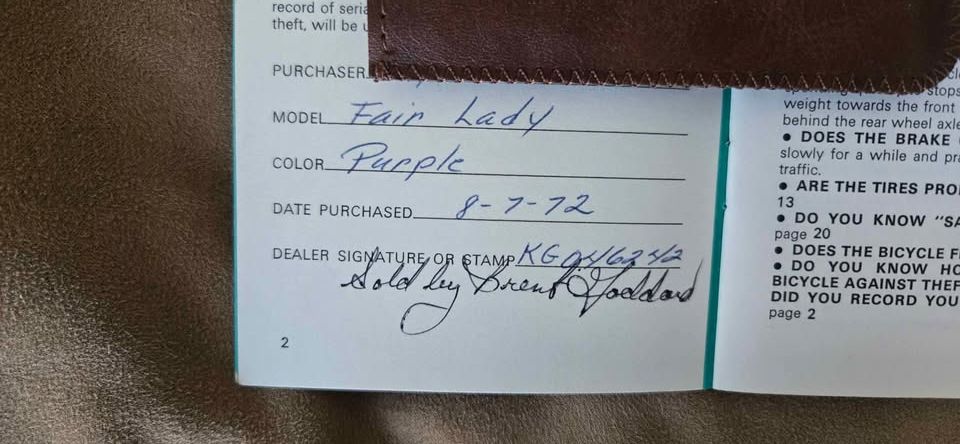 record of seria
theft, will be u
PURCHASER
MODEL Fair Lady
COLOR Purple
DATE PURCHASED 8-7-72
DEALER SIGNATURE OR STAMP KG
Sold by Brent Goddard
2
stops
weight towards the front
behind the rear wheel axle
• DOES THE BRAKE
slowly for a while and pra
traffic.
• ARE THE TIRES PRO
13
• DO YOU KNOW "SA
page 20
• DOES THE BICYCLE F
• DO YOU KNOW HO
BICYCLE AGAINST THEF
DID YOU RECORD YOU
page 2